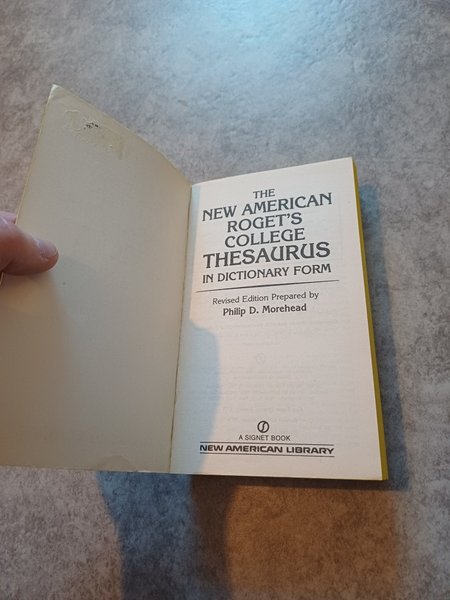 THE
NEW AMERICAN
ROGET'S
COLLEGE
THESAURUS
IN DICTIONARY FORM
Revised Edition Prepared by
Philip D. Morehead
A SIGNET BOOK
NEW AMERICAN LIBRARY